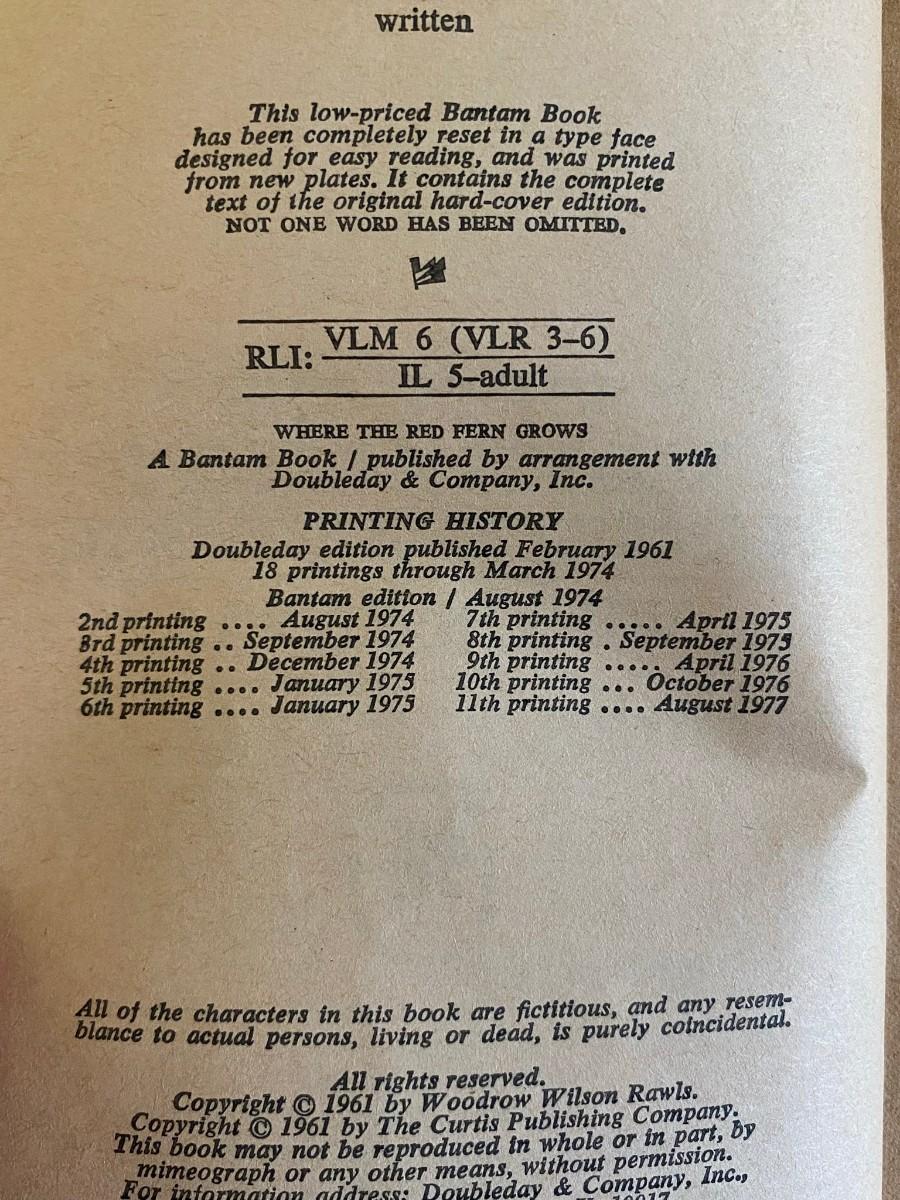 written
This low-priced Bantam Book
has been completely reset in a type face
designed for easy reading, and was printed
from new plates. It contains the complete
text of the original hard-cover edition.
NOT ONE WORD HAS BEEN OMITTED.
RLI: VLM 6 (VLR 3–6)
IL 5–adult
WHERE THE RED FERN GROWS
A Bantam Book / published by arrangement with
Doubleday & Company, Inc.
PRINTING HISTORY
Doubleday edition published February 1961
18 printings through March 1974
Bantam edition / August 1974
2nd printing .... August 1974
3rd printing .. September 1974
4th printing .. December 1974
5th printing .... January 1975
6th printing .... January 1975
7th printing ..... April 1975
8th printing . September 1975
9th printing ..... April 1976
10th printing ... October 1976
11th printing .... August 1977
All of the characters in this book are fictitious, and any resem-
blance to actual persons, living or dead, is purely coincidental.
All rights reserved.
Copyright © 1961 by Woodrow Wilson Rawls.
Copyright © 1961 by The Curtis Publishing Company.
This book may not be reproduced in whole or in part, by
mimeograph or any other means, without permission.
For information address: Doubleday & Company, Inc.,